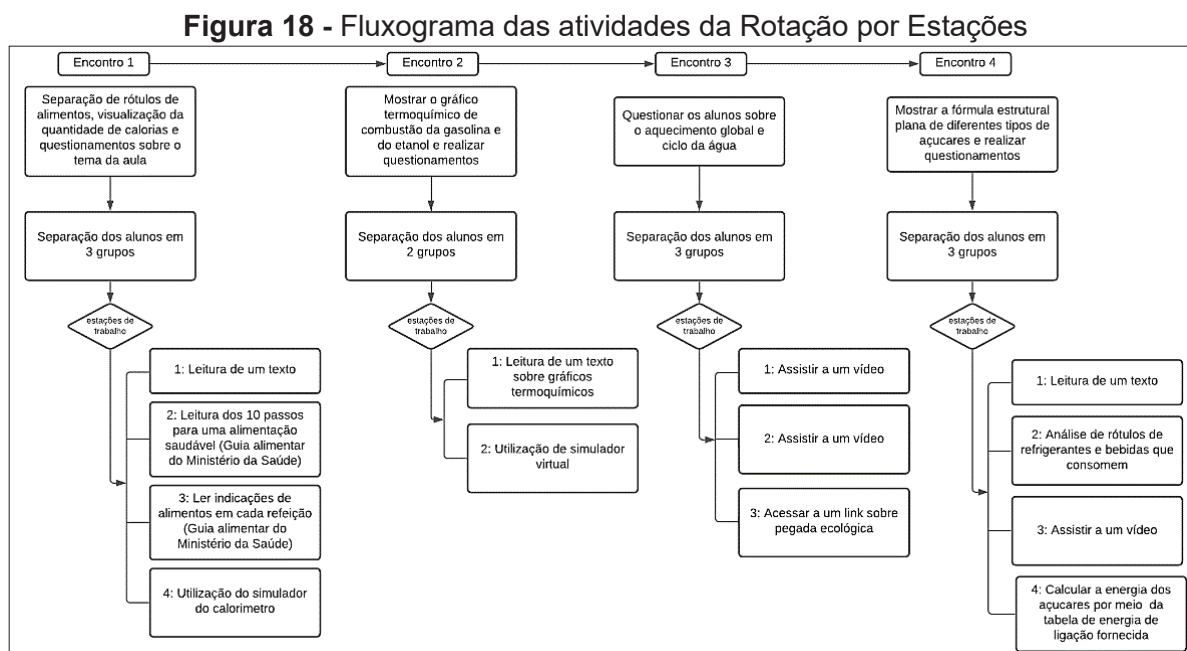 Figura 18 - Fluxograma das atividades da Rotação por Estações
Encontro 1
Encontro 2
Encontro 3
Encontro 4
Separação de rótulos de
alimentos, visualização da
quantidade de calorias e
questionamentos sobre o
tema da aula
Mostrar o gráfico
termoquímico de
combustão da gasolina e
do etanol e realizar
questionamentos
Questionar os alunos sobre
o aquecimento global e
ciclo da água
Mostrar a fórmula estrutural
plana de diferentes tipos de
açucares e realizar
questionamentos
Separação dos alunos em
3 grupos
Separação dos alunos em
2 grupos
Separação dos alunos em
3 grupos
Separação dos alunos em
3 grupos
estações de
trabalho
estações de
trabalho
estações de
trabalho
estações de
trabalho
1: Leitura de um texto
2: Leitura dos 10 passos
para uma alimentação
saudável (Guia alimentar
do Ministério da Saúde)
3: Ler indicações de
alimentos em cada refeição
(Guia alimentar do
Ministério da Saúde)
4: Utilização do simulador
do calorimetro
1: Leitura de um texto
sobre gráficos
termoquímicos
2: Utilização de simulador
virtual
1: Assistir a um vídeo
2: Assistir a um vídeo
3: Acessar a um link sobre
pegada ecológica
1: Leitura de um texto
2: Análise de rótulos de
refrigerantes e bebidas que
consomem
3: Assistir a um vídeo
4: Calcular a energia dos
açucares por meio da
tabela de energia de
ligação fornecida